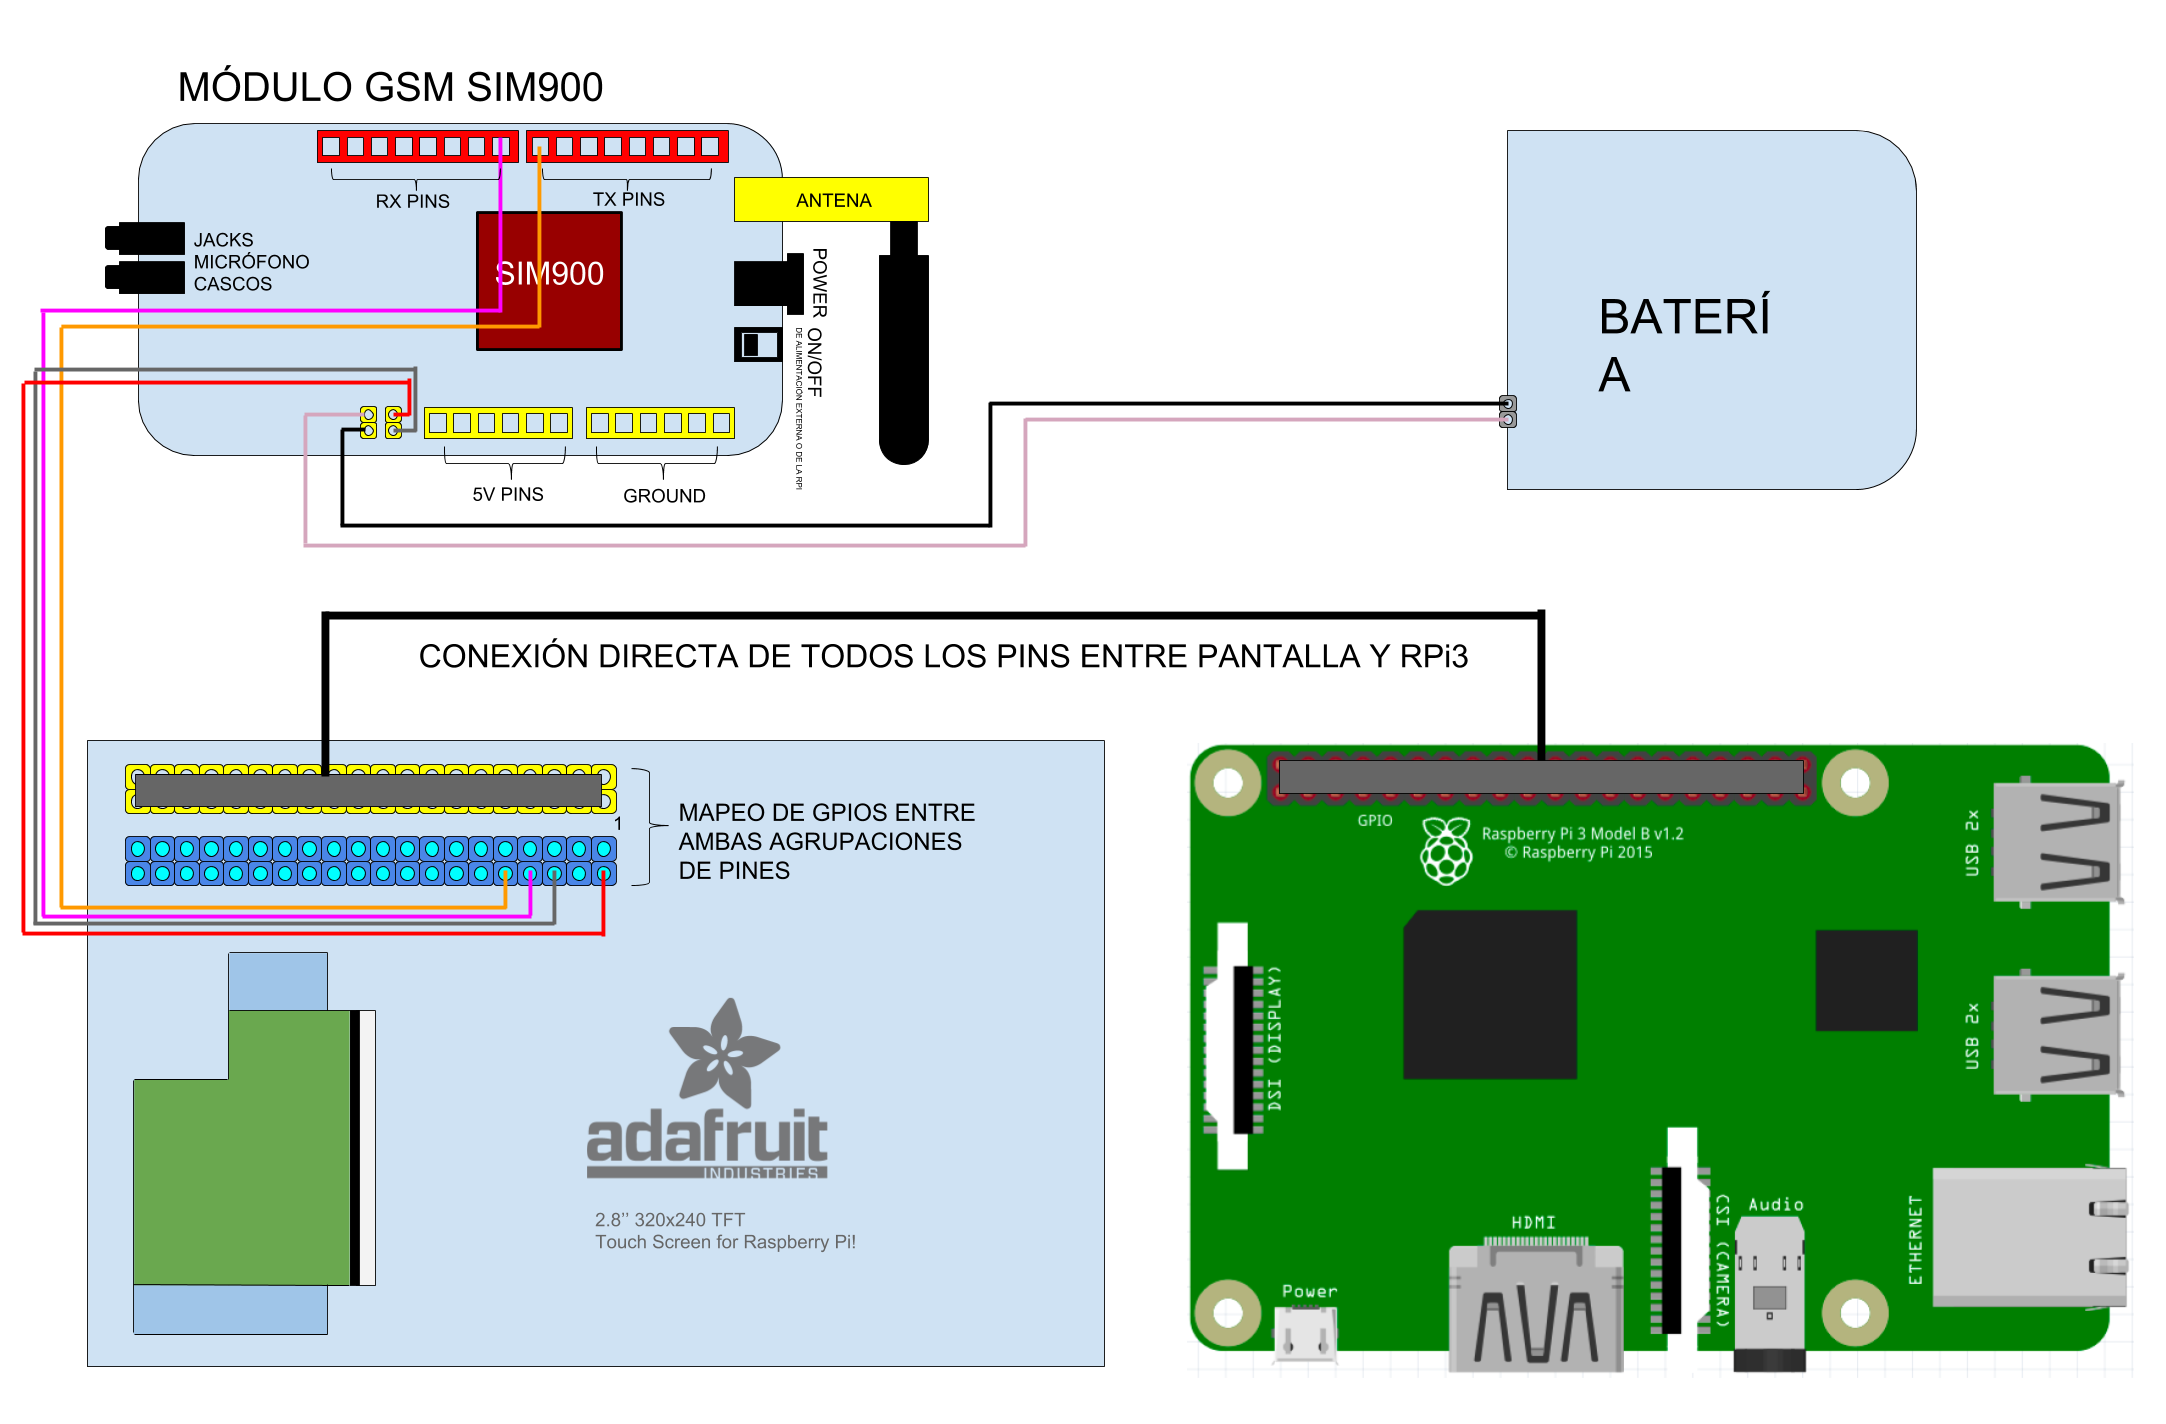 MÓDULO GSM SIM900
RX PINS
TX PINS
ANTENA
JACKS
MICRÓFONO
CASCOS
SIM900
POWER
ON/OFF
DE ALIMENTACIÓN EXTERNA O DE LA RPI
5V PINS
GROUND
BATERÍ
A
CONEXIÓN DIRECTA DE TODOS LOS PINS ENTRE PANTALLA Y RPi3
1
MAPEO DE GPIOS ENTRE
AMBAS AGRUPACIONES
DE PINES
adafruit
INDUSTRIES
2.8’’ 320x240 TFT
Touch Screen for Raspberry Pi!
GPIO
Raspberry Pi 3 Model B v1.2
© Raspberry Pi 2015
USB 2x
USB 2x
DSI (DISPLAY)
CSI (CAMERA)
HDMI
Audio
ETHERNET
Power